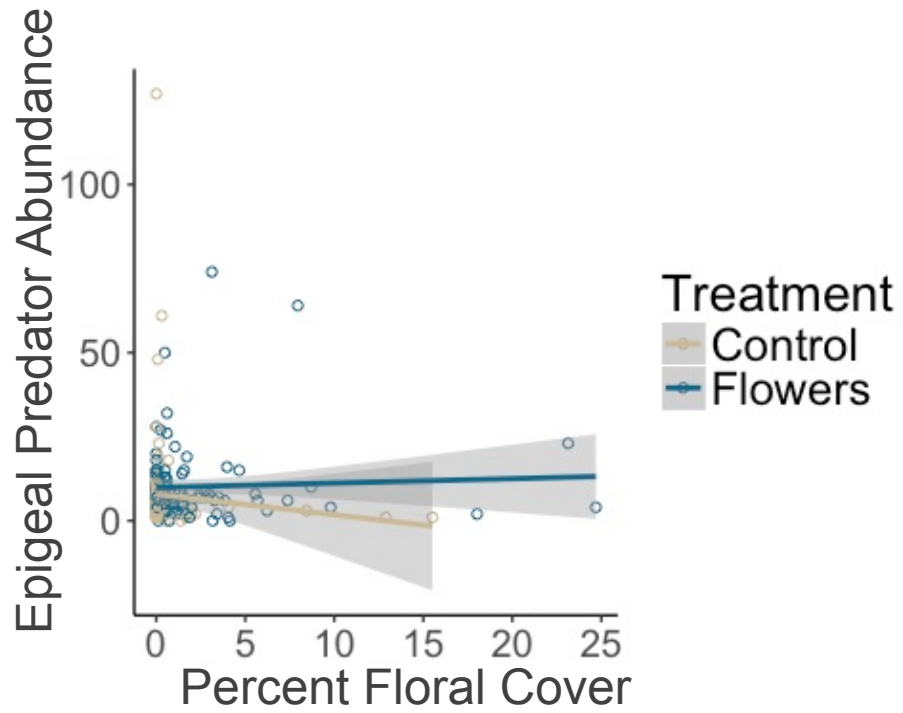 Epigeal Predator Abundance
100
50
0
0 5 10 15 20 25
Percent Floral Cover
Treatment
Control
Flowers